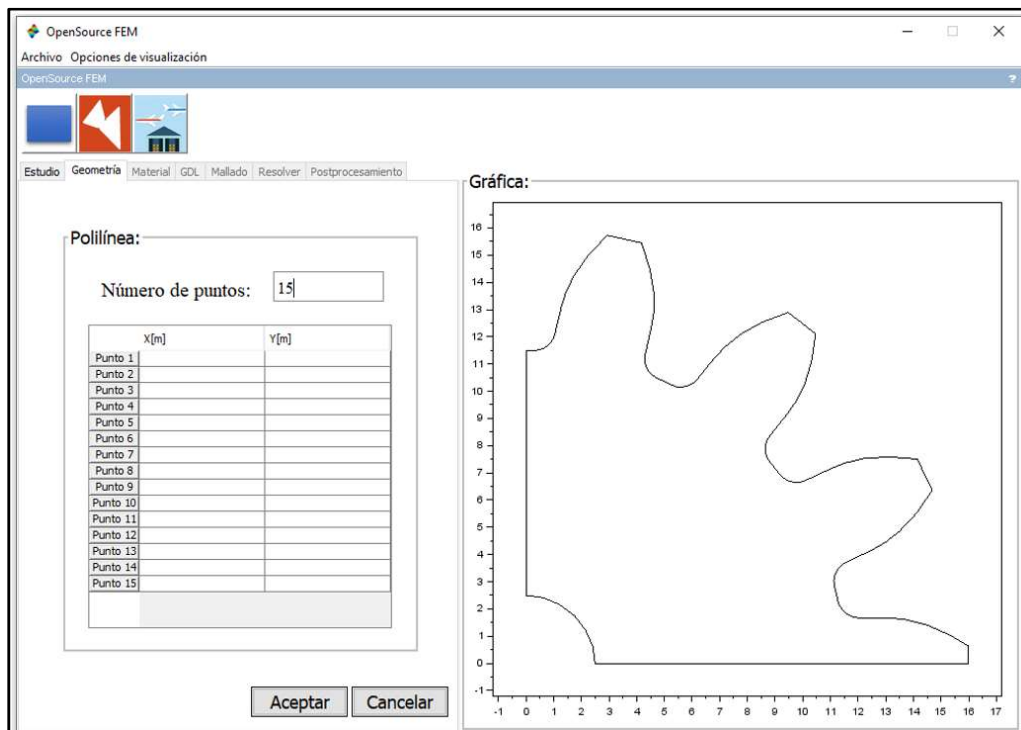 OpenSource FEM
Archivo Opciones de visualización
OpenSource FEM ?
Estudio Geometría Material GDL Mallado Resolver Postprocesamiento
Polilínea:
Número de puntos: 15
X[m] Y[m]
Punto 1
Punto 2
Punto 3
Punto 4
Punto 5
Punto 6
Punto 7
Punto 8
Punto 9
Punto 10
Punto 11
Punto 12
Punto 13
Punto 14
Punto 15
Aceptar Cancelar
Gráfica:
16
15
14
13
12
11
10
9
8
7
6
5
4
3
2
1
0
-1
-1 0 1 2 3 4 5 6 7 8 9 10 11 12 13 14 15 16 17